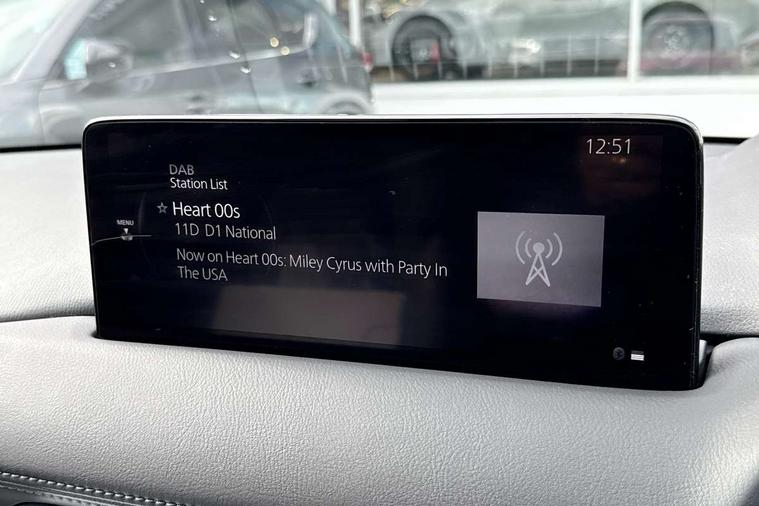 12:51
DAB
Station List
☆ Heart 00s
MENU
11D D1 National
Now on Heart 00s: Miley Cyrus with Party In
The USA